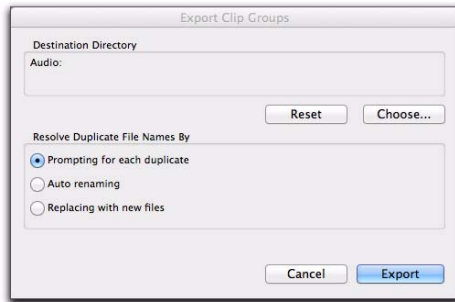 Export Clip Groups
Destination Directory
Audio:
Reset
Choose...
Resolve Duplicate File Names By
Prompting for each duplicate
Auto renaming
Replacing with new files
Cancel
Export